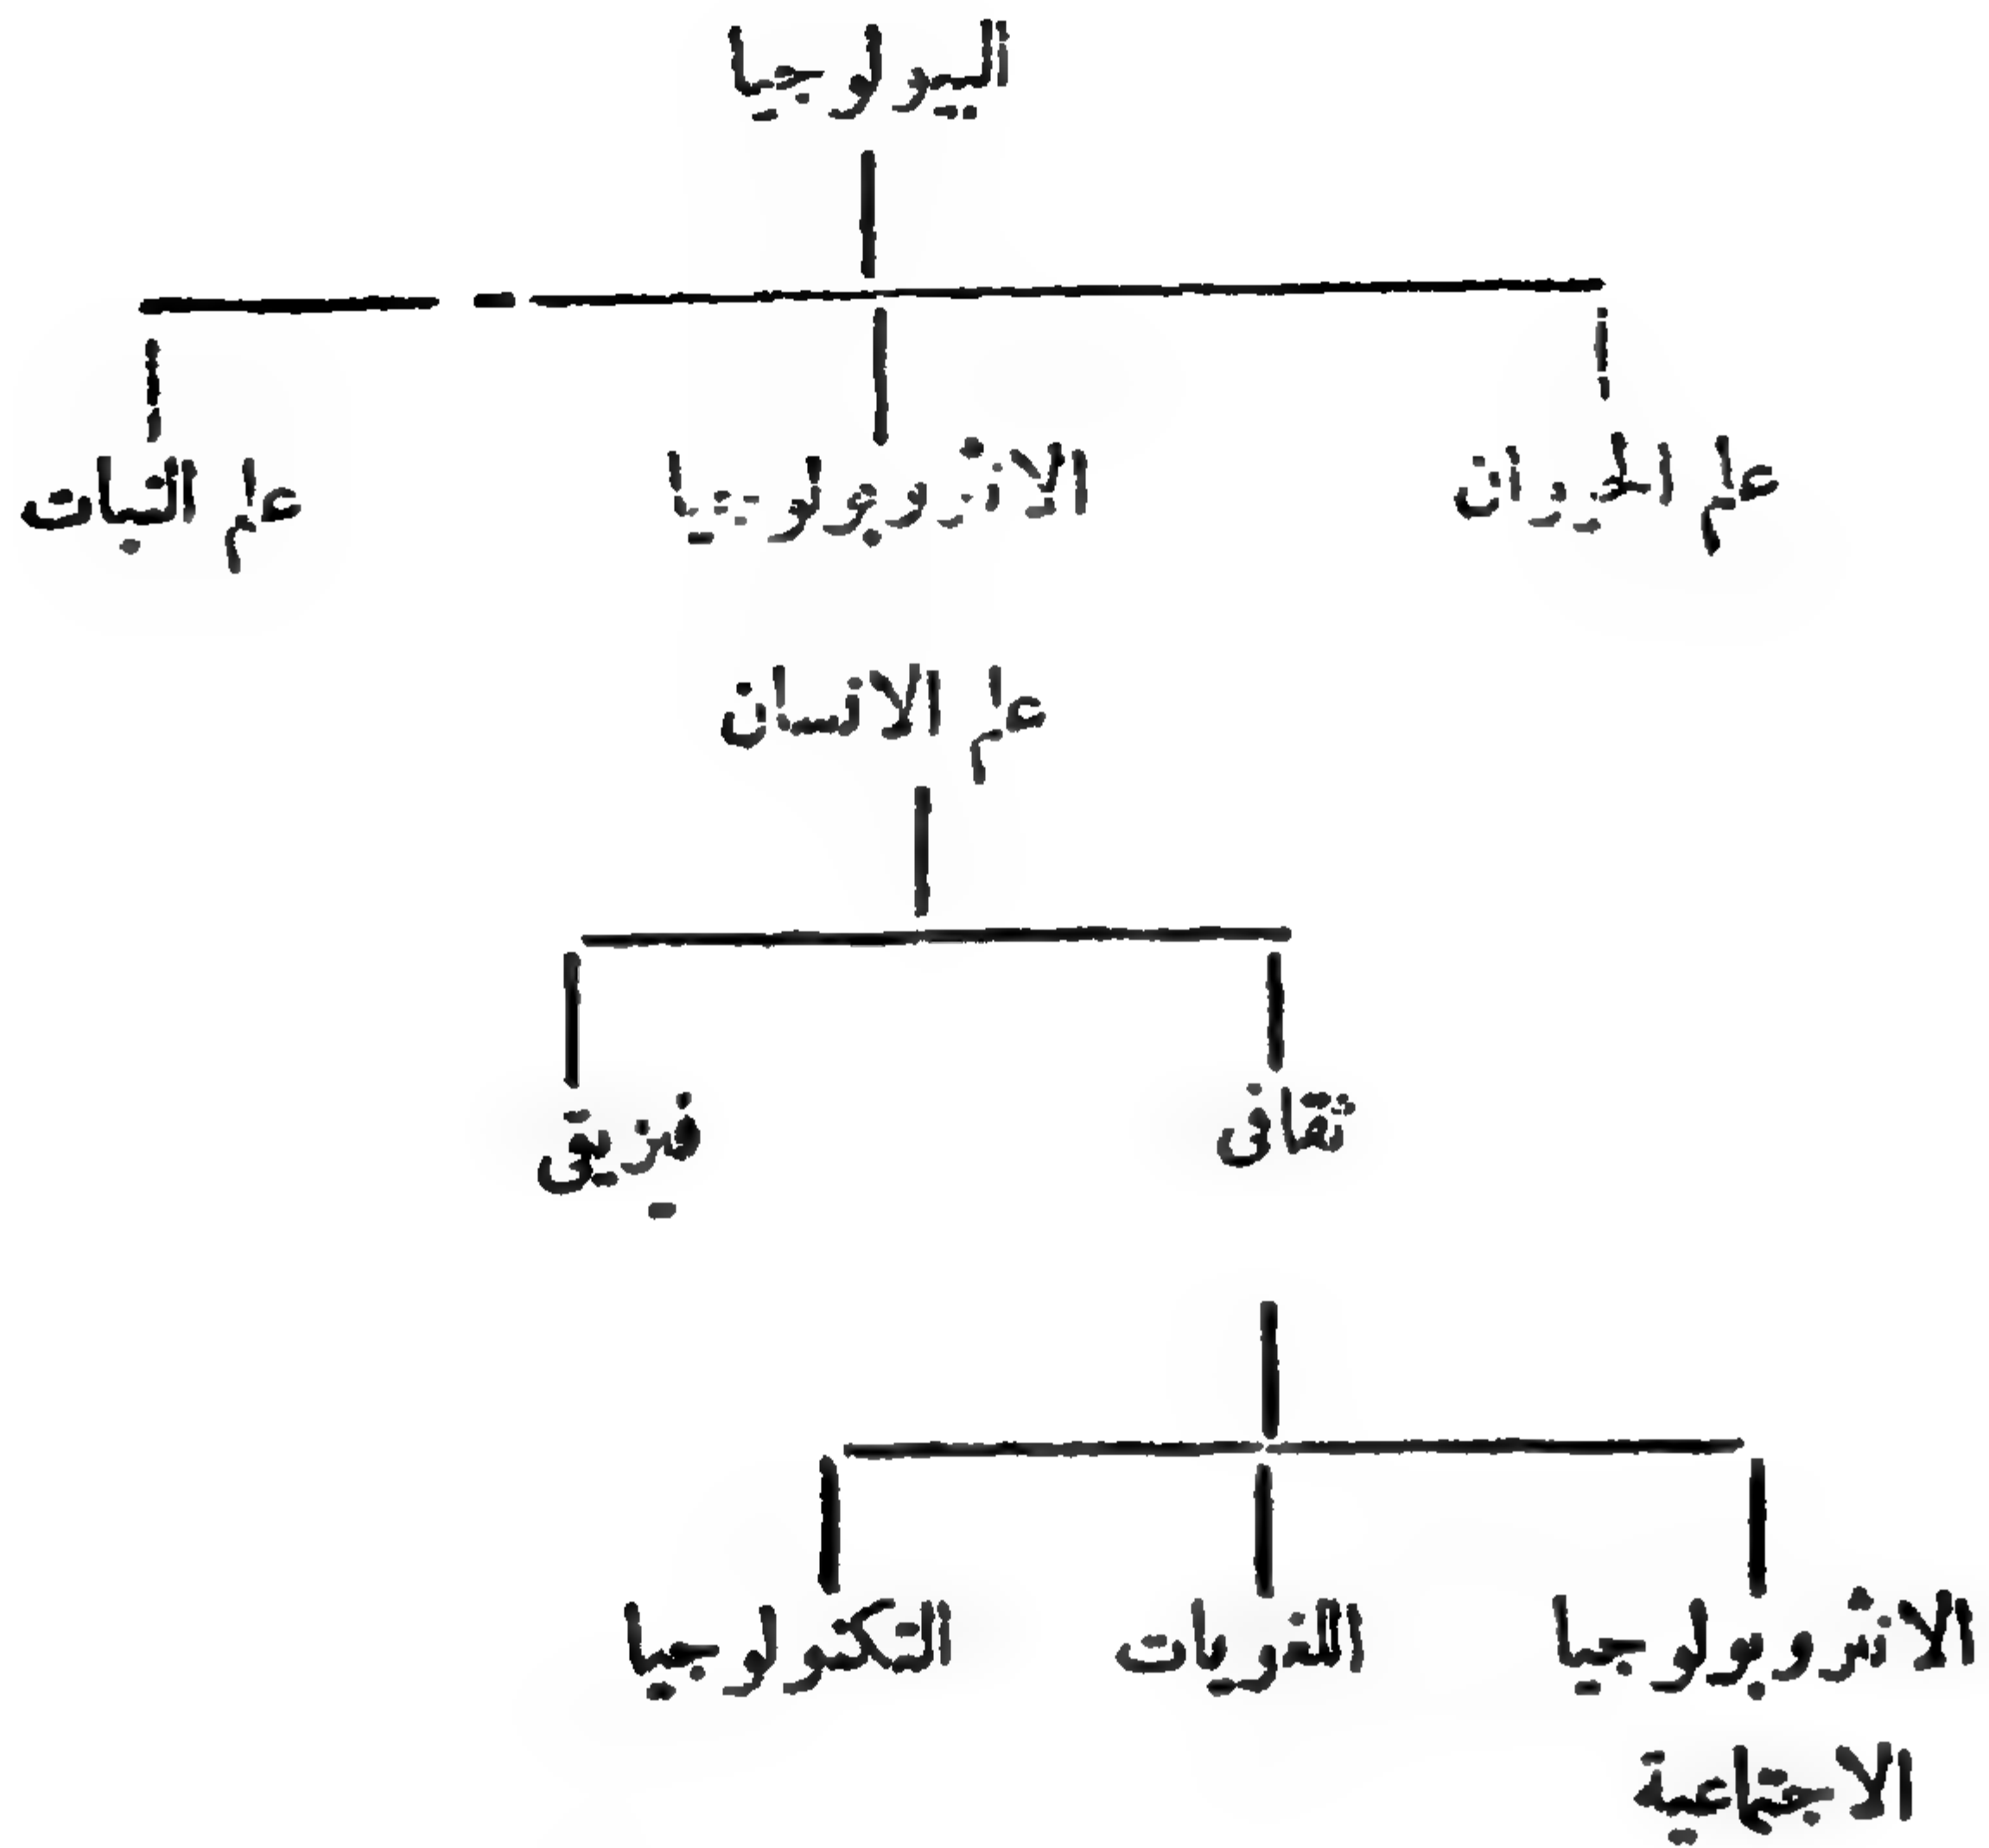 البيولوجيا
علم الحيوان
الانثروبولوجيا
علم النبات
علم الانسان
ثقافى
فيزيقى
الانثروبولوجيا
الاجتماعية
اللغويات
التكنولوجيا